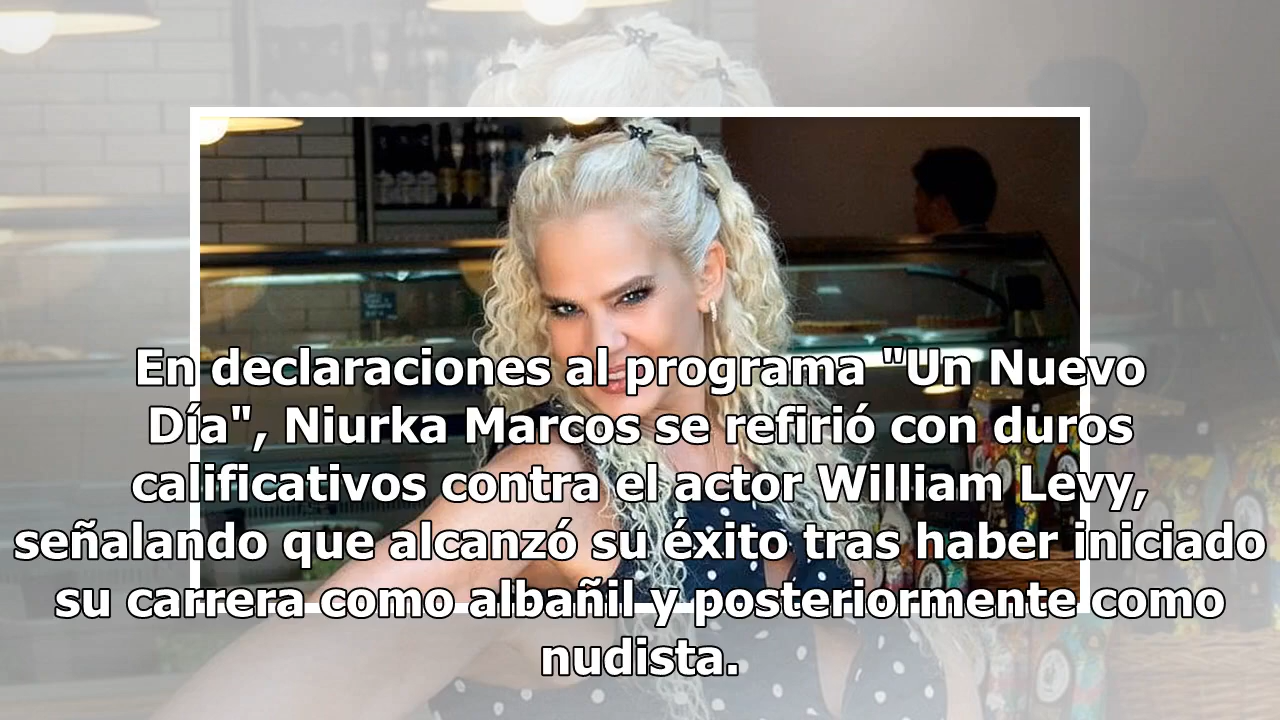 En declaraciones al programa "Un Nuevo
Día", Niurka Marcos se refirió con duros
calificativos contra el actor William Levy,
señalando que alcanzó su éxito tras haber iniciado
su carrera como albañil y posteriormente como
nudista.